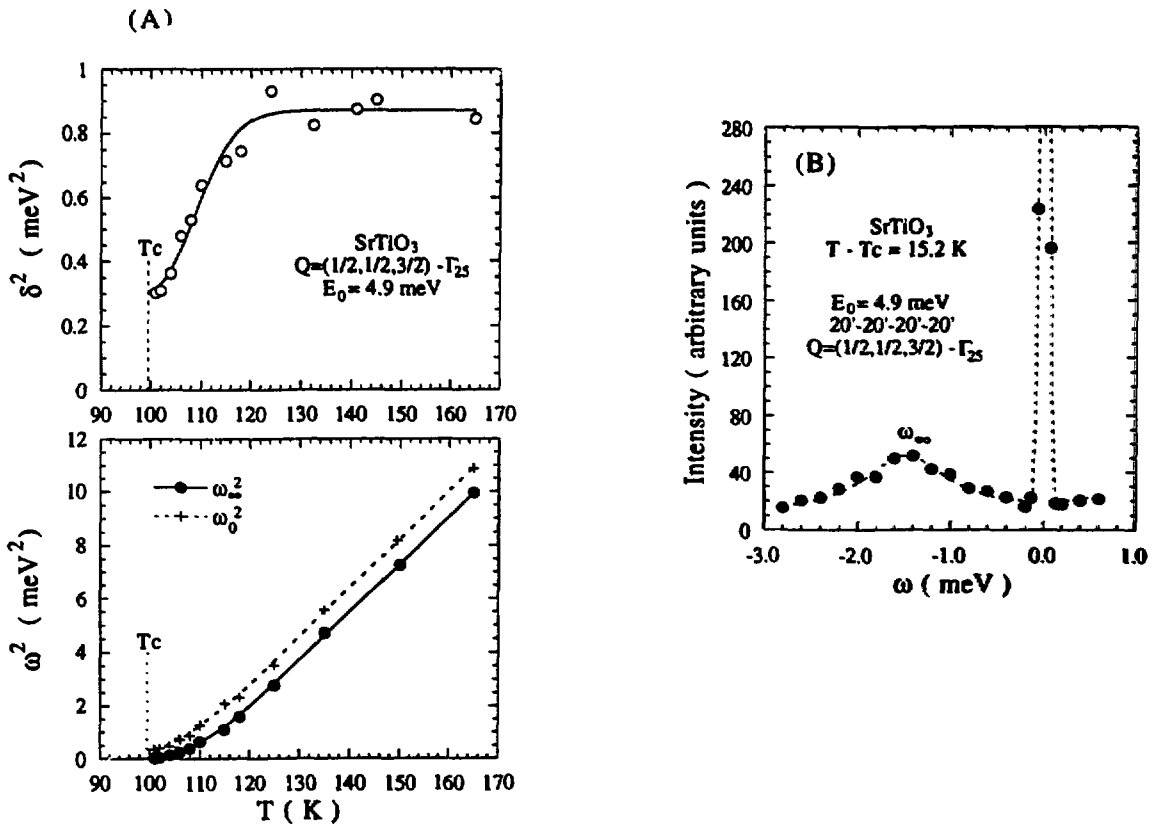 (A)
1
0.8
0.6
0.4
0.2
0
δ² ( meV² )
Tc
SrTiO₃
Q=(1/2,1/2,3/2) - Γ₂₅
E₀= 4.9 meV
90 100 110 120 130 140 150 160 170
12
10
8
6
4
2
0
ω² ( meV² )
ω∞²
ω₀²
Tc
90 100 110 120 130 140 150 160 170
T ( K )
(B)
280
240
200
160
120
80
40
0
Intensity ( arbitrary units )
SrTiO₃
T - Tc = 15.2 K
E₀= 4.9 meV
20'-20'-20'-20'
Q=(1/2,1/2,3/2) - Γ₂₅
ω∞
-3.0 -2.0 -1.0 0.0 1.0
ω ( meV )